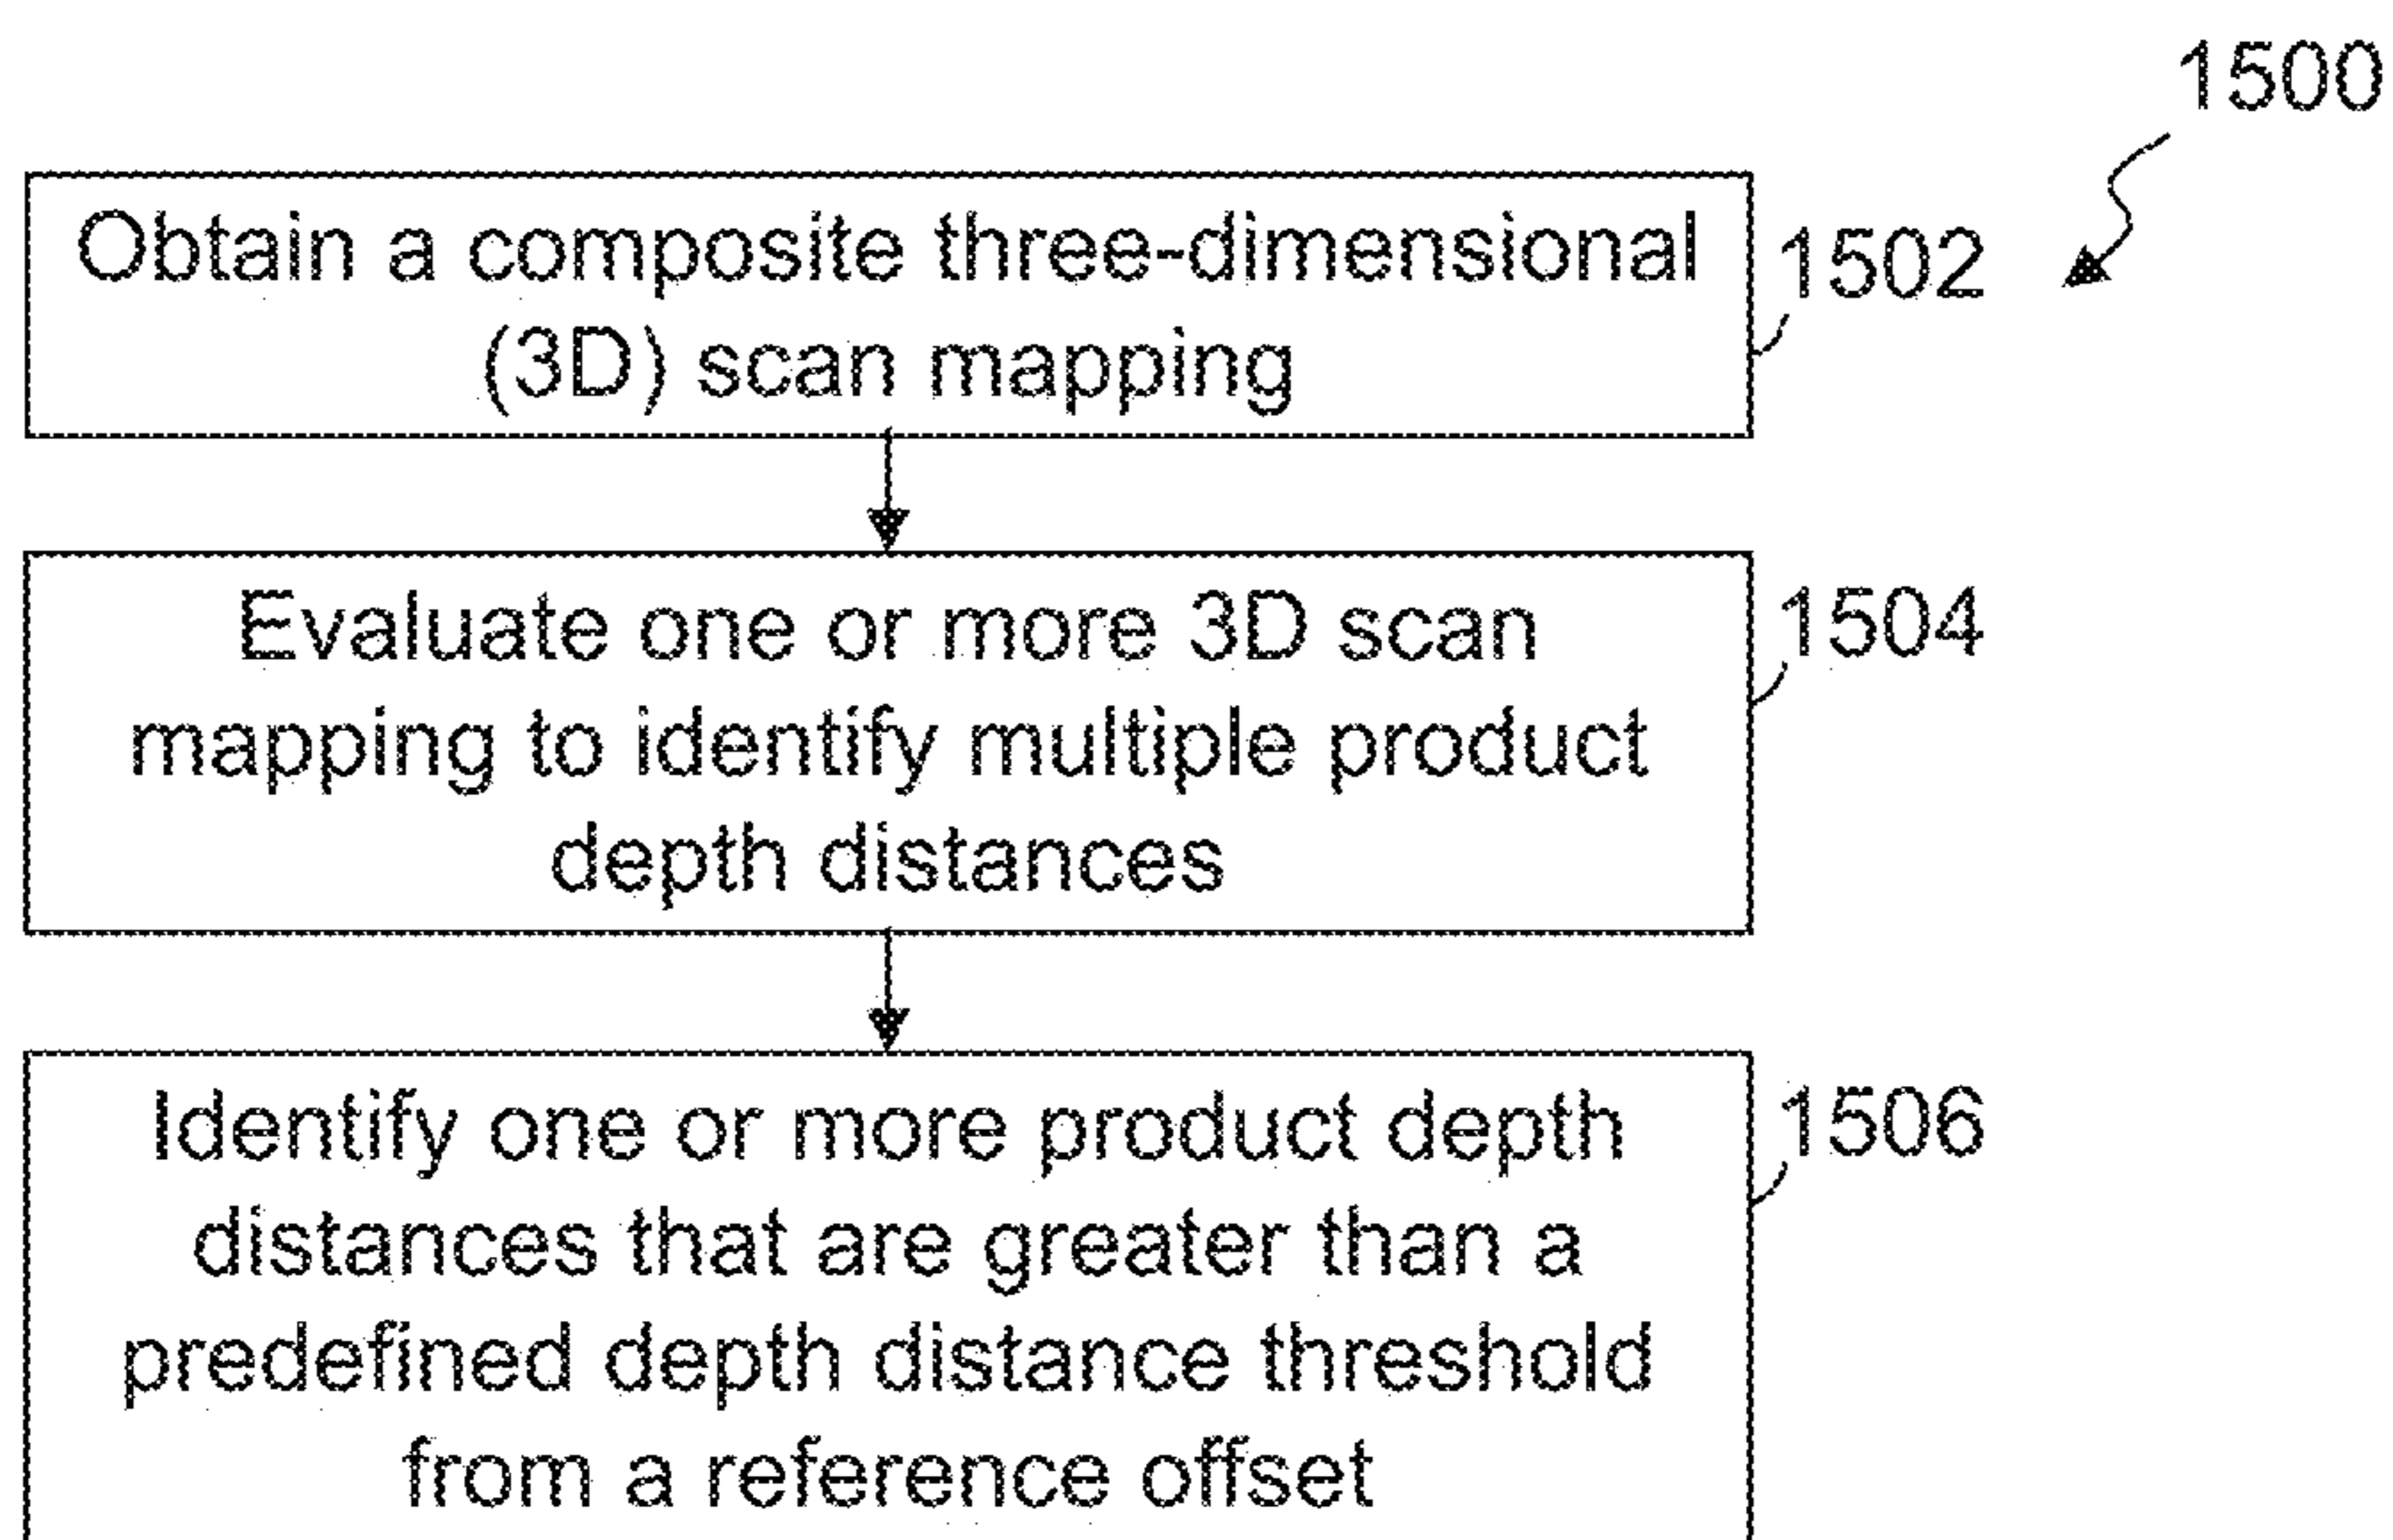 1500
Obtain a composite three-dimensional
(3D) scan mapping
1502
Evaluate one or more 3D scan
mapping to identify multiple product
depth distances
1504
Identify one or more product depth
distances that are greater than a
predefined depth distance threshold
from a reference offset
1506